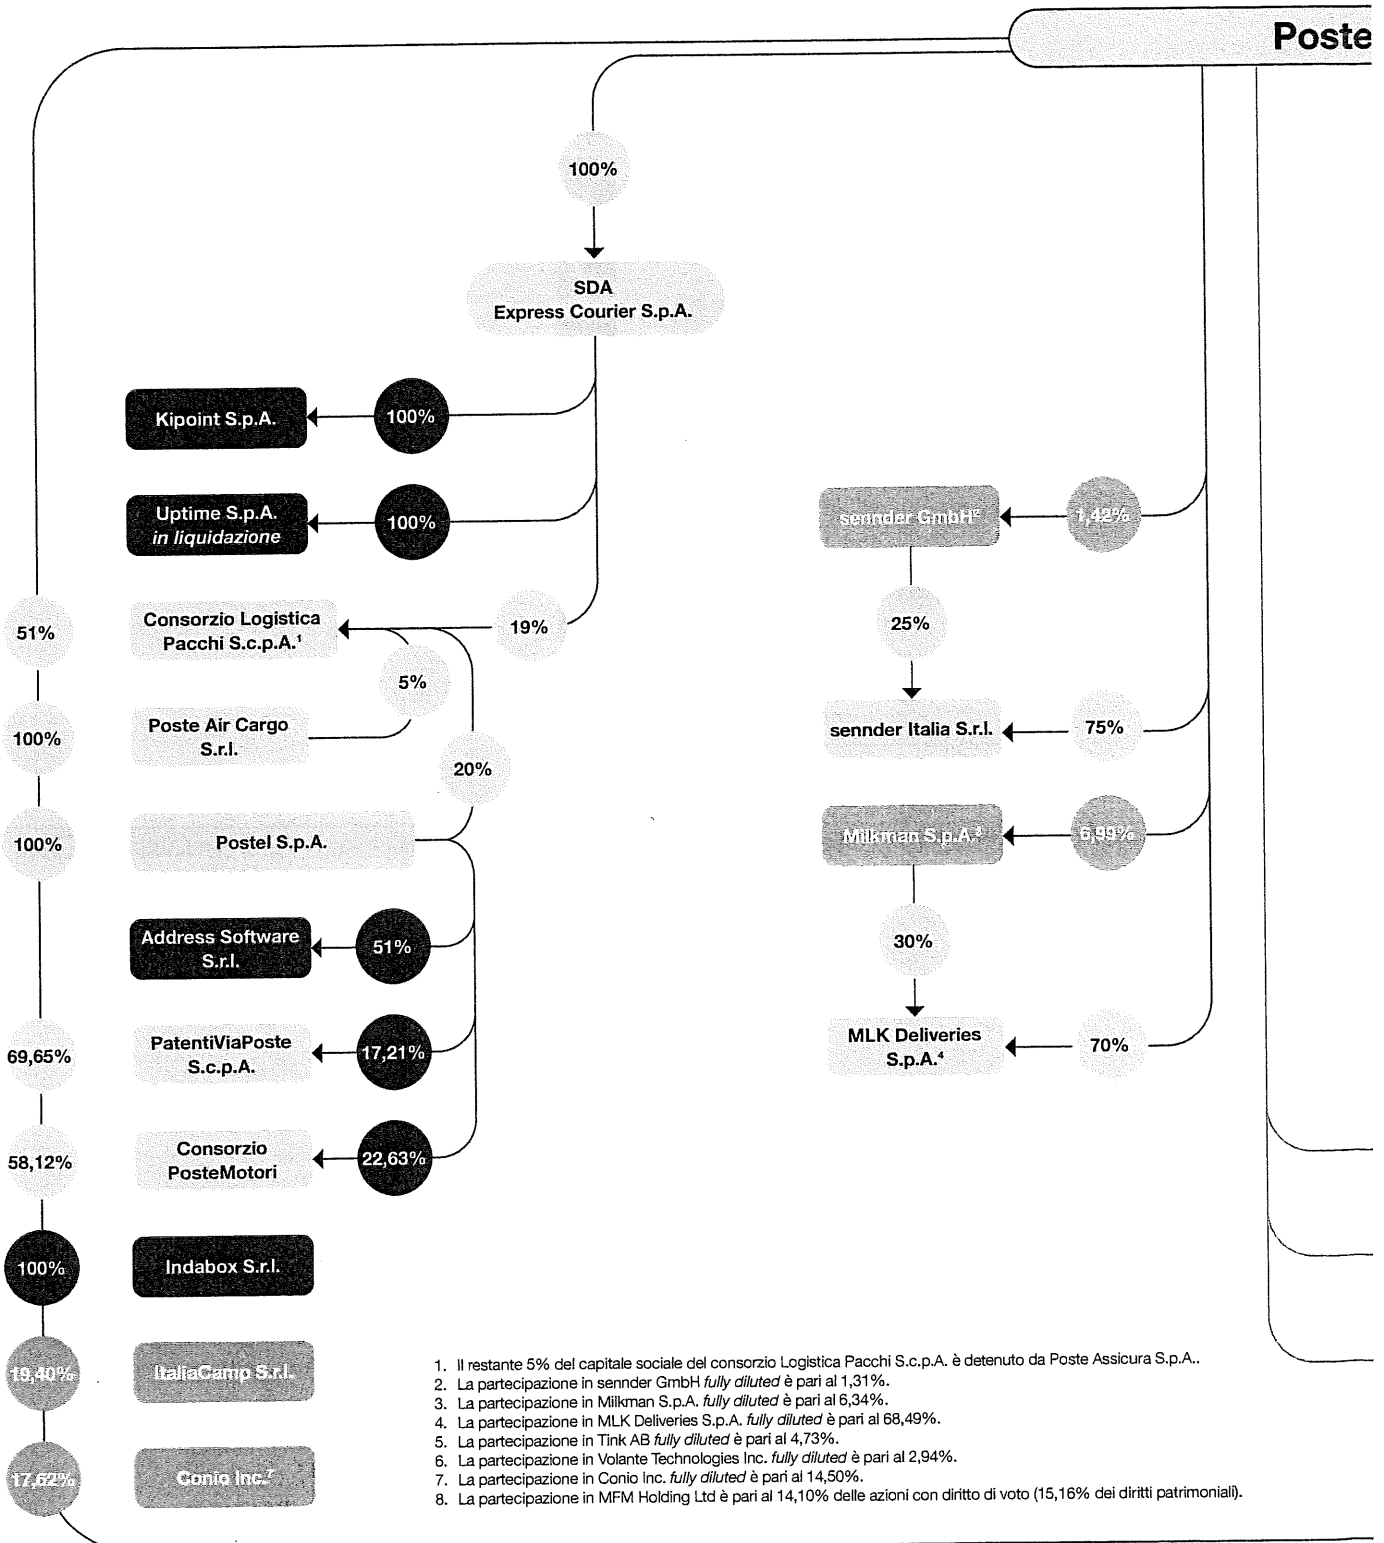 Poste
100%
SDA
Express Courier S.p.A.
Kipoint S.p.A.
100%
Uptime S.p.A.
in liquidazione
100%
sennder GmbH²
1,42%
51%
Consorzio Logistica
Pacchi S.c.p.A.¹
19%
25%
5%
100%
Poste Air Cargo
S.r.l.
sennder Italia S.r.l.
75%
20%
100%
Postel S.p.A.
Milkman S.p.A.³
6,99%
Address Software
S.r.l.
51%
30%
69,65%
PatentiViaPoste
S.c.p.A.
17,21%
MLK Deliveries
S.p.A.⁴
70%
58,12%
Consorzio
PosteMotori
22,63%
100%
Indabox S.r.l.
19,40%
ItaliaCamp S.r.l.
17,62%
Conio Inc.⁷
1. Il restante 5% del capitale sociale del consorzio Logistica Pacchi S.c.p.A. è detenuto da Poste Assicura S.p.A..
2. La partecipazione in sennder GmbH fully diluted è pari al 1,31%.
3. La partecipazione in Milkman S.p.A. fully diluted è pari al 6,34%.
4. La partecipazione in MLK Deliveries S.p.A. fully diluted è pari al 68,49%.
5. La partecipazione in Tink AB fully diluted è pari al 4,73%.
6. La partecipazione in Volante Technologies Inc. fully diluted è pari al 2,94%.
7. La partecipazione in Conio Inc. fully diluted è pari al 14,50%.
8. La partecipazione in MFM Holding Ltd è pari al 14,10% delle azioni con diritto di voto (15,16% dei diritti patrimoniali).